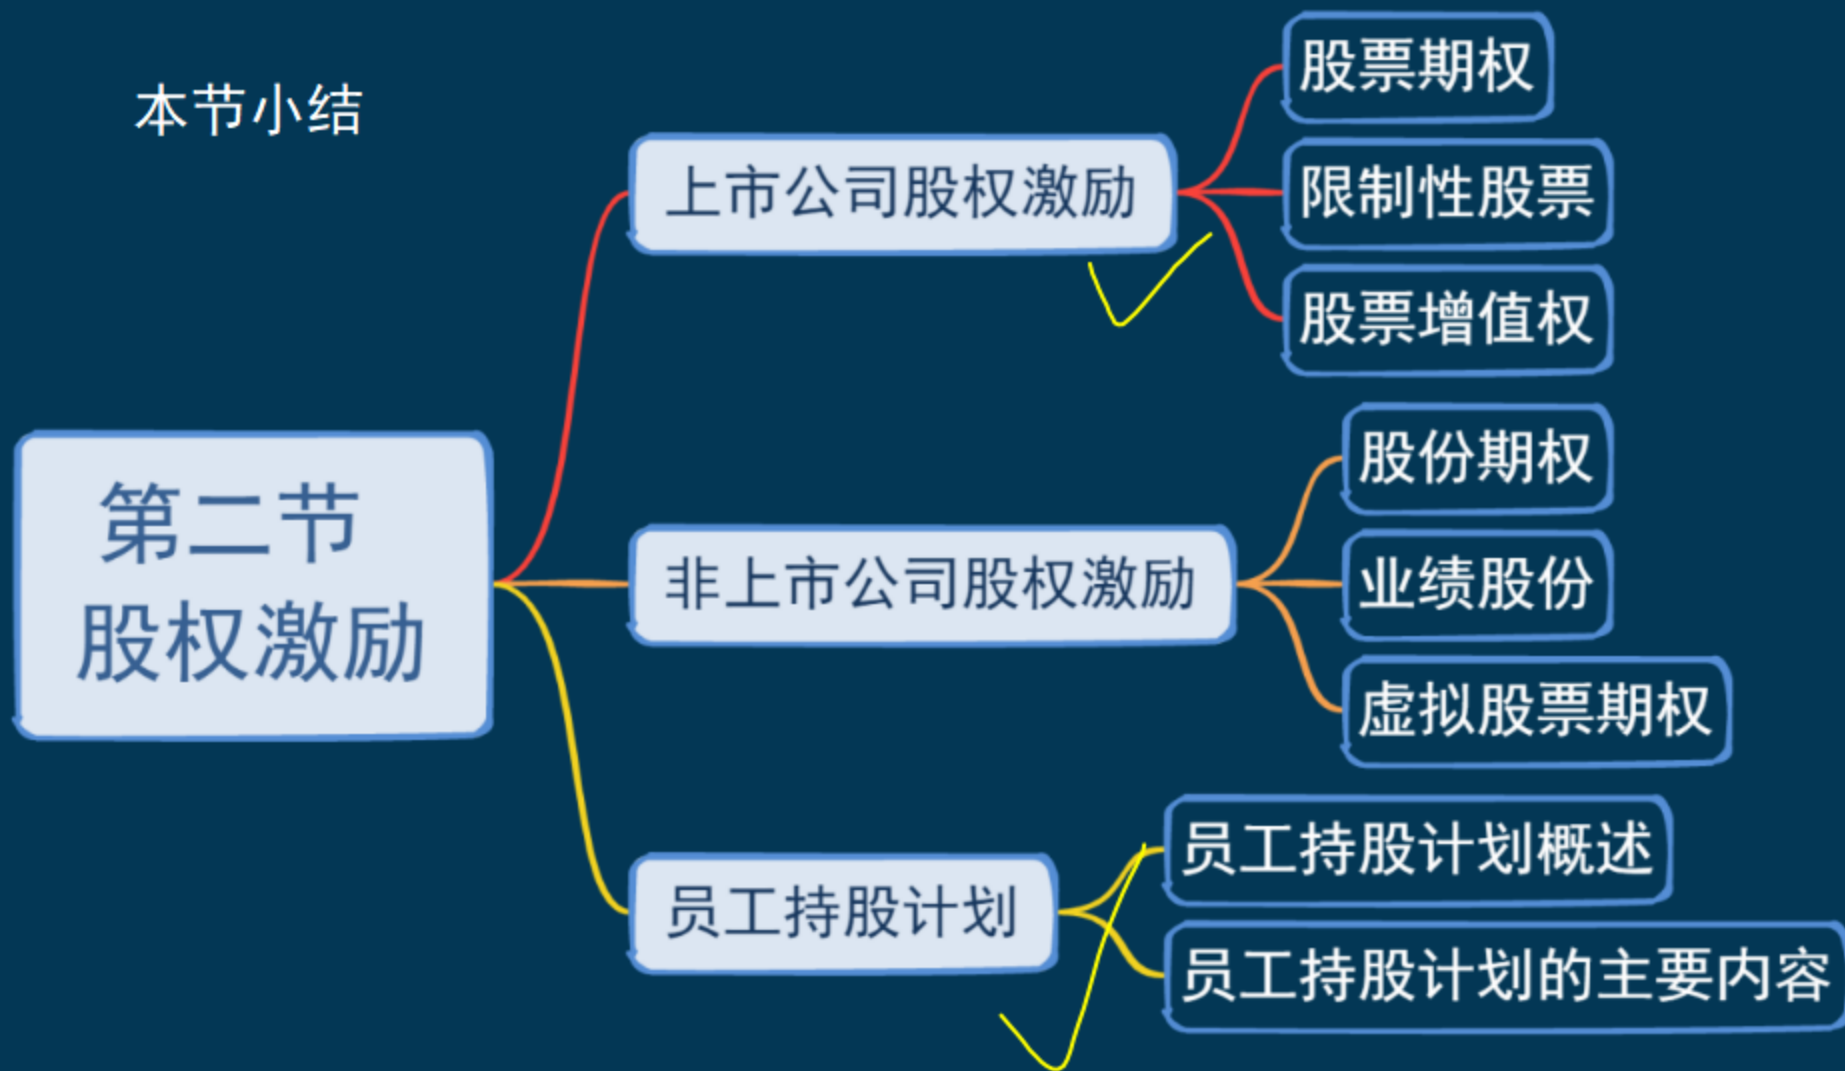 本节小结
第二节
股权激励
上市公司股权激励
股票期权
限制性股票
股票增值权
非上市公司股权激励
股份期权
业绩股份
虚拟股票期权
员工持股计划
员工持股计划概述
员工持股计划的主要内容